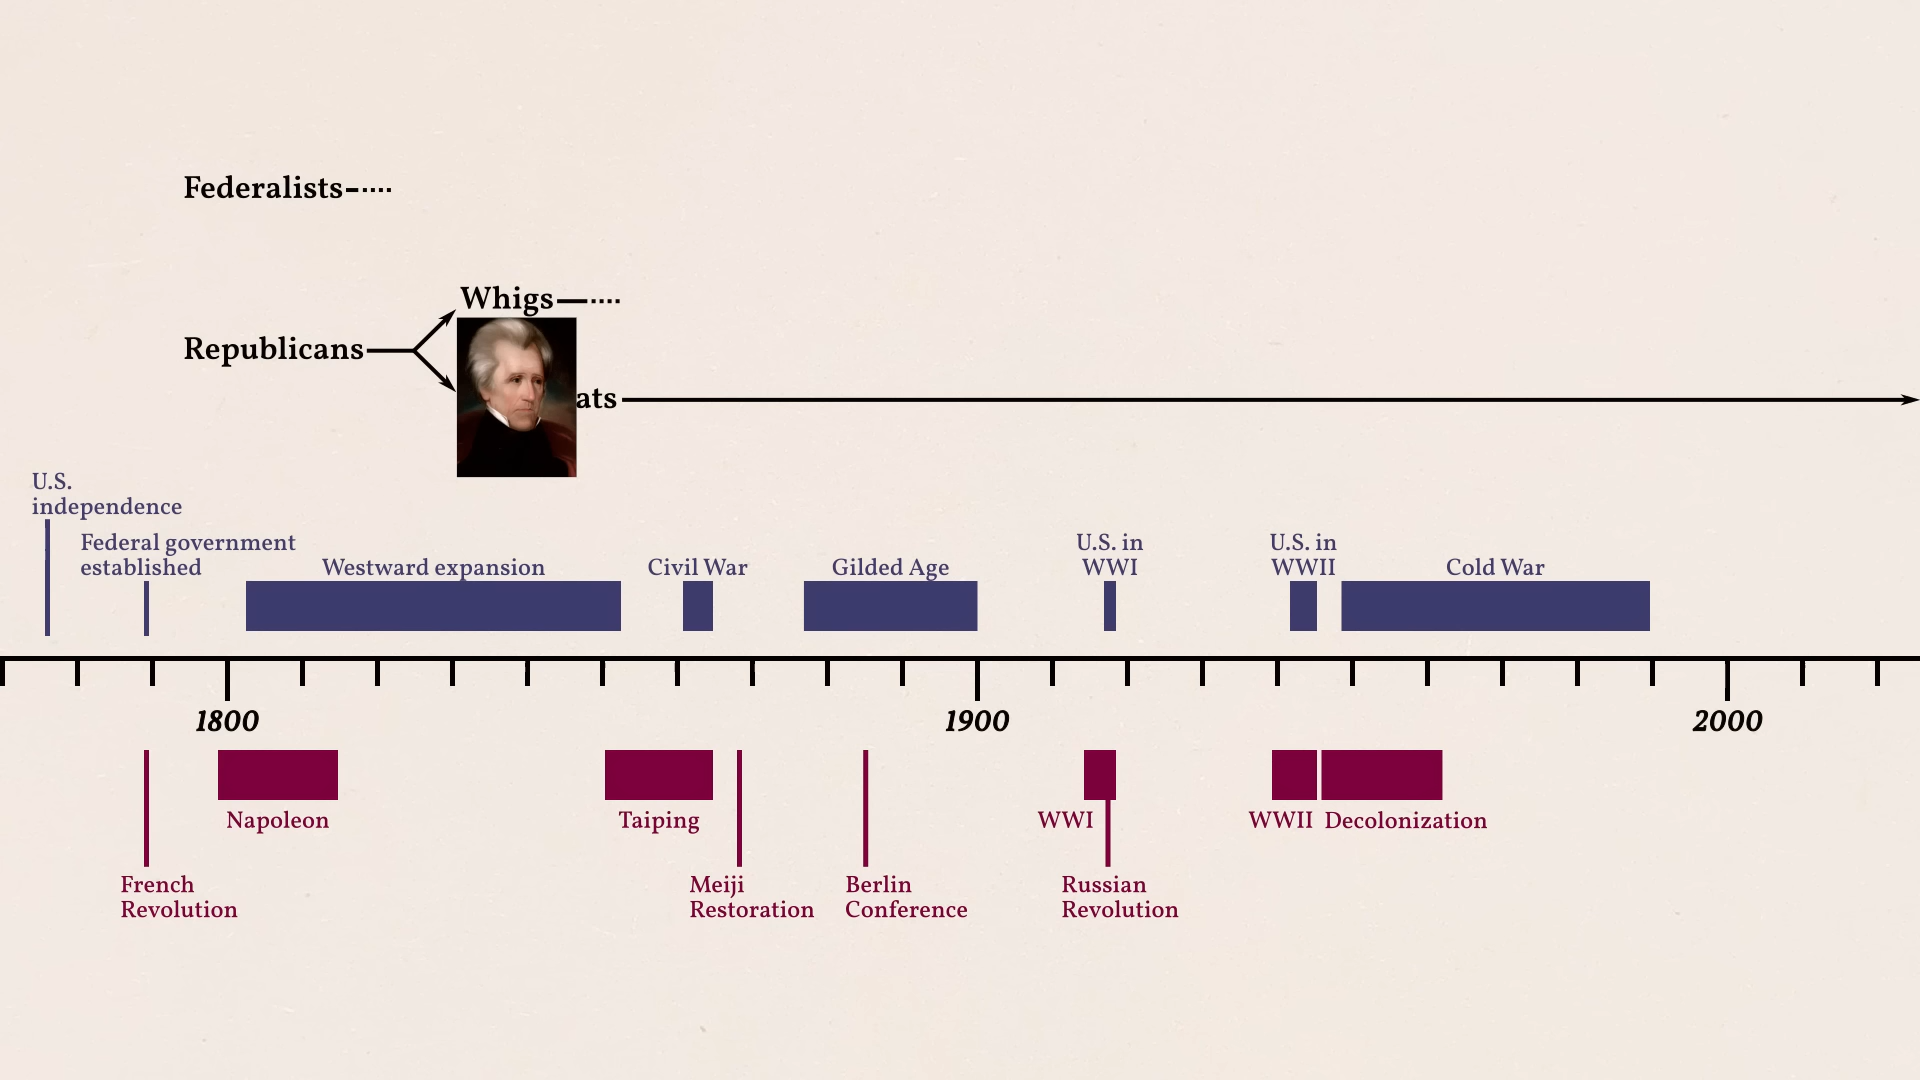 Federalists
Whigs
Republicans
ats
U.S.
independence
Federal government
established
Westward expansion
Civil War
Gilded Age
U.S. in
WWI
U.S. in
WWII
Cold War
1800
1900
2000
Napoleon
Taiping
WWI
WWII
Decolonization
French
Revolution
Meiji
Restoration
Berlin
Conference
Russian
Revolution